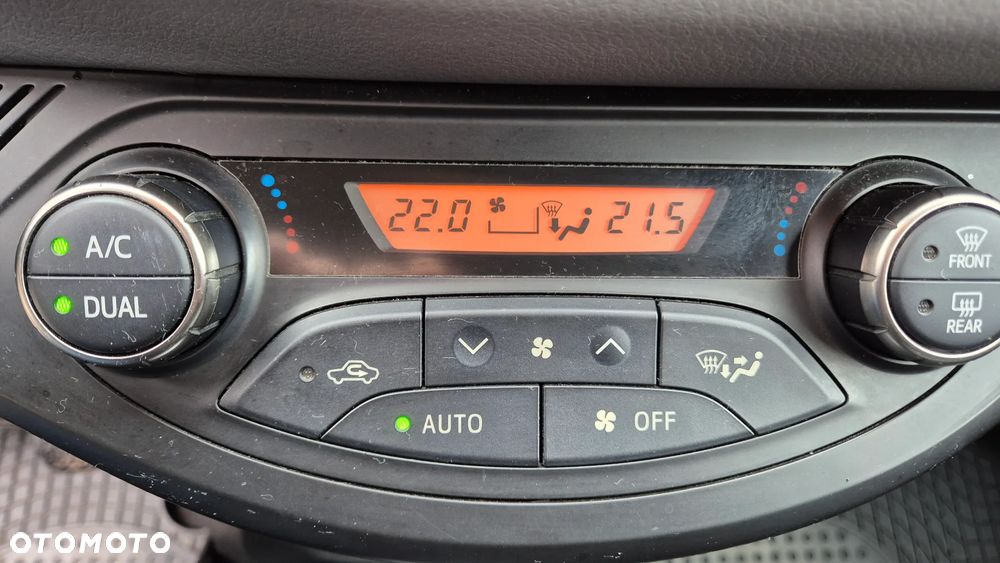 22.0 21.5
A/C
DUAL
FRONT
REAR
AUTO
OFF
OTOMOTO